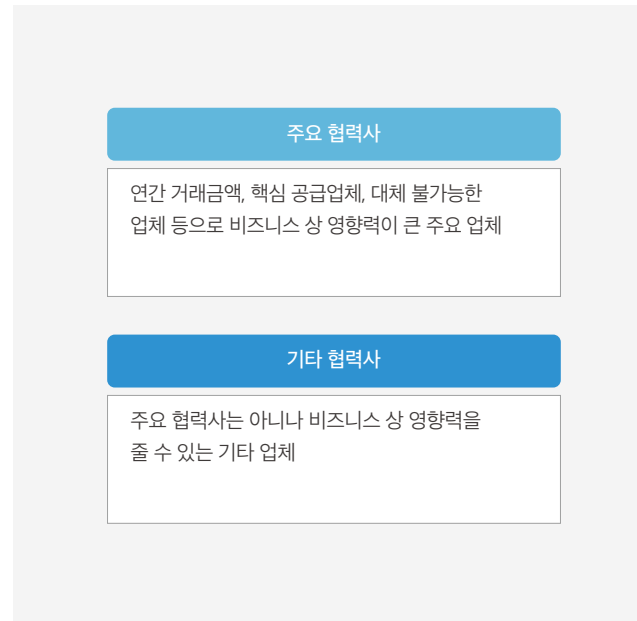 주요 협력사
연간 거래금액, 핵심 공급업체, 대체 불가능한
업체 등으로 비즈니스 상 영향력이 큰 주요 업체
기타 협력사
주요 협력사는 아니나 비즈니스 상 영향력을
줄 수 있는 기타 업체